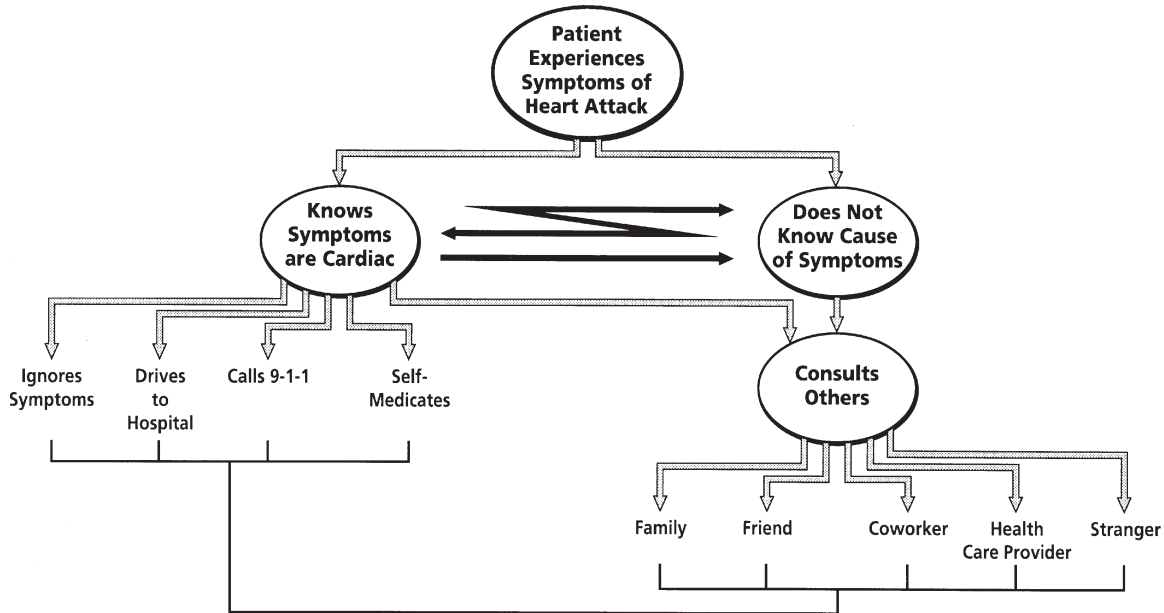 Patient
Experiences
Symptoms of
Heart Attack
Knows
Symptoms
are Cardiac
Does Not
Know Cause
of Symptoms
Ignores
Symptoms
Drives
to
Hospital
Calls 9-1-1
Self-
Medicates
Consults
Others
Family
Friend
Coworker
Health
Care Provider
Stranger